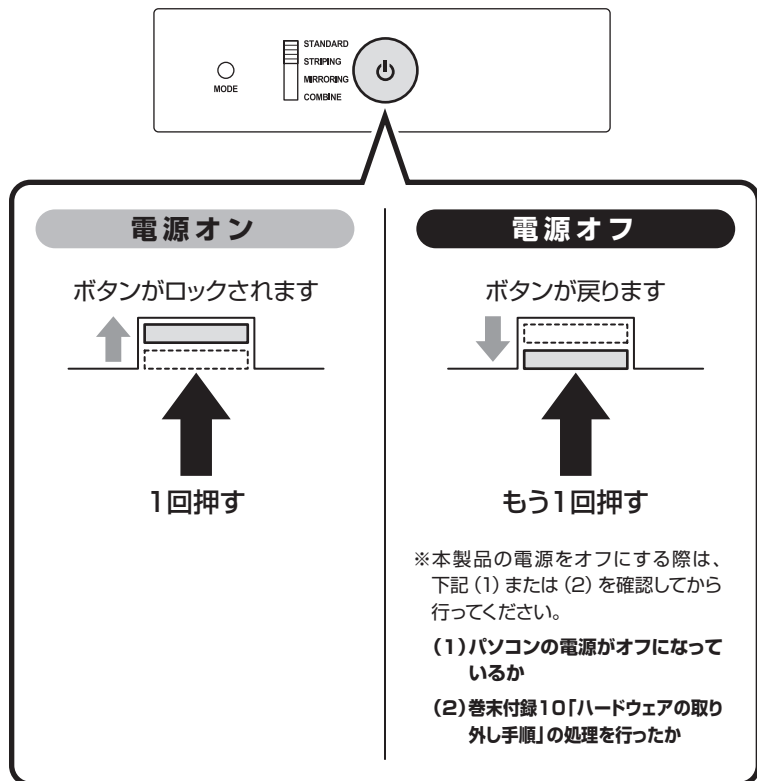 MODE
STANDARD
STRIPING
MIRRORING
COMBINE
電源オン
ボタンがロックされます
1回押す
電源オフ
ボタンが戻ります
もう1回押す
※本製品の電源をオフにする際は、
下記（1）または（2）を確認してから
行ってください。
（1）パソコンの電源がオフになって
いるか
（2）巻末付録10「ハードウェアの取り
外し手順」の処理を行ったか